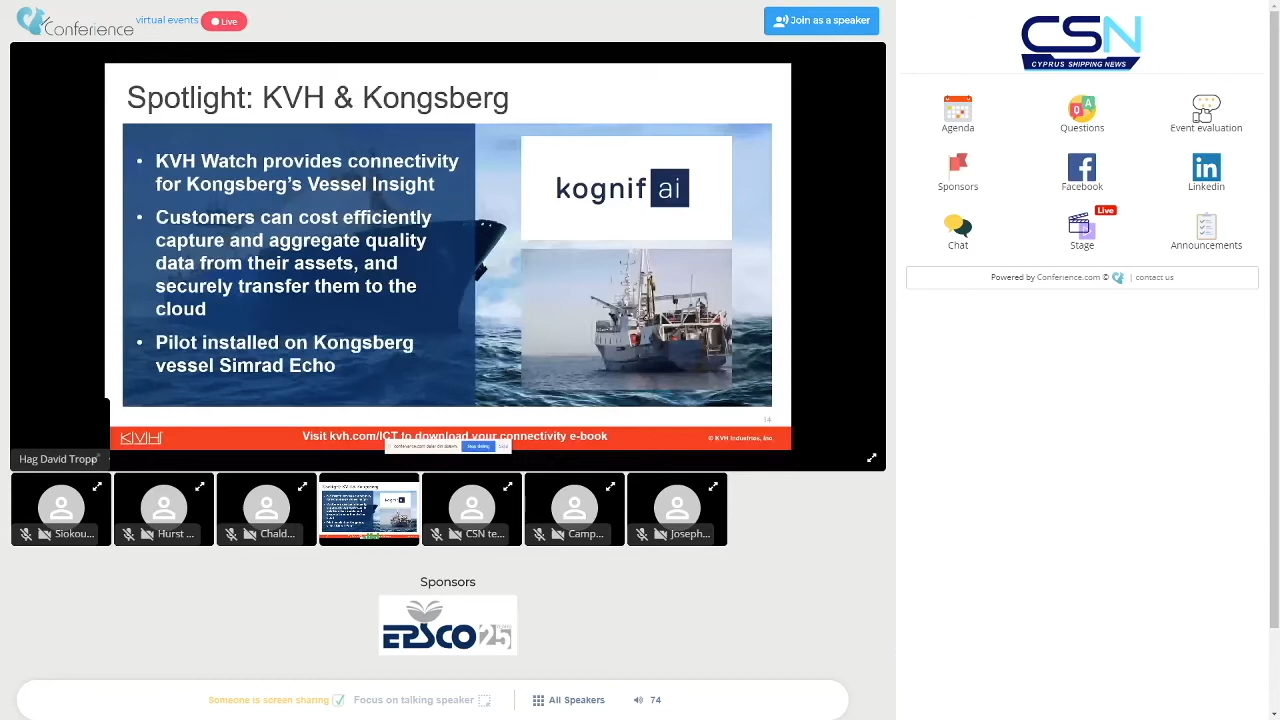 Conference
virtual events
Live
Join as a speaker
Spotlight: KVH & Kongsberg
• KVH Watch provides connectivity
for Kongsberg's Vessel Insight
• Customers can cost efficiently
capture and aggregate quality
data from their assets, and
securely transfer them to the
cloud
• Pilot installed on Kongsberg
vessel Simrad Echo
kognif ai
14
KVH
Visit kvh.com/ICT to download your connectivity e-book
© KVH Industries, Inc.
Hag David Tropp
Siokou...
Hurst ...
Chald...
CSN te...
Camp...
Joseph...
Sponsors
EPSCO 25
Someone is screen sharing
Focus on talking speaker
All Speakers
74
CSN
CYPRUS SHIPPING NEWS
Agenda
Questions
Event evaluation
Sponsors
Facebook
Linkedin
Chat
Live
Stage
Announcements
Powered by Conferience.com © | contact us